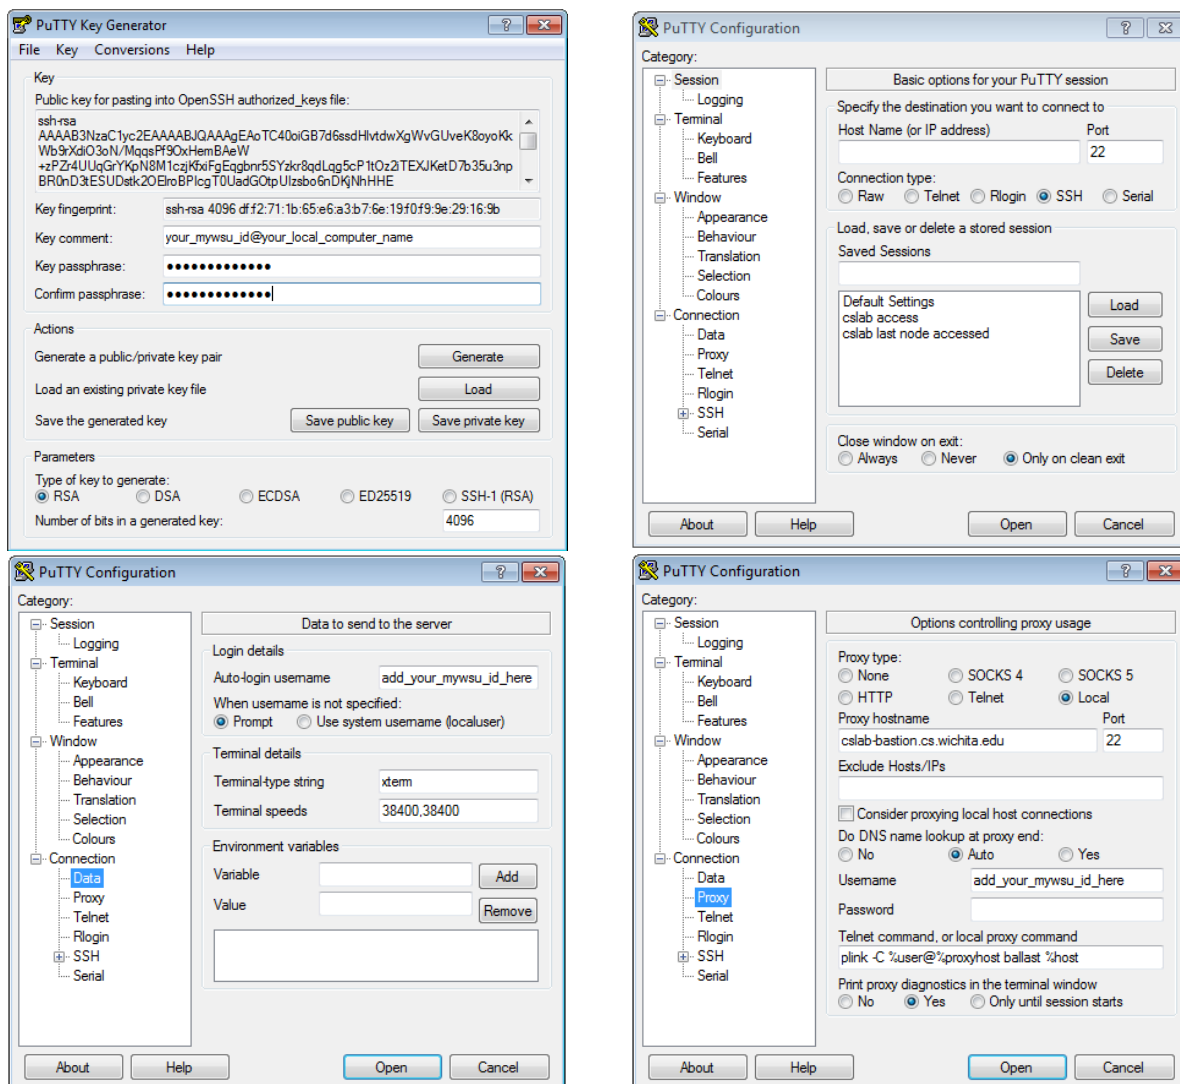 PuTTY Key Generator
File Key Conversions Help
Key
Public key for pasting into OpenSSH authorized_keys file:
ssh-rsa
AAAAB3NzaC1yc2EAAAABJQAAAgEAoTC40oiGB7d6ssdHlvtdwXgWvGUveK8oyoKk
Wb9rXdiO3oN/MqqsPf9OxHemBAeW
+zPZr4UUqGrYKpN8M1czjKfxiFgEqgbnr5SYzkr8qdLqg5cP1tOz2iTEXJKetD7b35u3np
BR0nD3tESUDstk2OElroBPIcgT0UadGOtpUIzsbo6nDKjNhHHE
Key fingerprint: ssh-rsa 4096 df:f2:71:1b:65:e6:a3:b7:6e:19:f0:f9:9e:29:16:9b
Key comment: your_mywsu_id@your_local_computer_name
Key passphrase: •••••••••••••
Confirm passphrase: •••••••••••••
Actions
Generate a public/private key pair Generate
Load an existing private key file Load
Save the generated key Save public key Save private key
Parameters
Type of key to generate:
RSA DSA ECDSA ED25519 SSH-1 (RSA)
Number of bits in a generated key: 4096
PuTTY Configuration
Category:
Session
Logging
Terminal
Keyboard
Bell
Features
Window
Appearance
Behaviour
Translation
Selection
Colours
Connection
Data
Proxy
Telnet
Rlogin
SSH
Serial
Basic options for your PuTTY session
Specify the destination you want to connect to
Host Name (or IP address) Port
22
Connection type:
Raw Telnet Rlogin SSH Serial
Load, save or delete a stored session
Saved Sessions
Default Settings
cslab access
cslab last node accessed
Load
Save
Delete
Close window on exit:
Always Never Only on clean exit
About Help Open Cancel
PuTTY Configuration
Category:
Session
Logging
Terminal
Keyboard
Bell
Features
Window
Appearance
Behaviour
Translation
Selection
Colours
Connection
Data
Proxy
Telnet
Rlogin
SSH
Serial
Data to send to the server
Login details
Auto-login username add_your_mywsu_id_here
When username is not specified:
Prompt Use system username (localuser)
Terminal details
Terminal-type string xterm
Terminal speeds 38400,38400
Environment variables
Variable Add
Value Remove
About Help Open Cancel
PuTTY Configuration
Category:
Session
Logging
Terminal
Keyboard
Bell
Features
Window
Appearance
Behaviour
Translation
Selection
Colours
Connection
Data
Proxy
Telnet
Rlogin
SSH
Serial
Options controlling proxy usage
Proxy type:
None SOCKS 4 SOCKS 5
HTTP Telnet Local
Proxy hostname Port
cslab-bastion.cs.wichita.edu 22
Exclude Hosts/IPs
Consider proxying local host connections
Do DNS name lookup at proxy end:
No Auto Yes
Username add_your_mywsu_id_here
Password
Telnet command, or local proxy command
plink -C %user@%proxyhost ballast %host
Print proxy diagnostics in the terminal window
No Yes Only until session starts
About Help Open Cancel